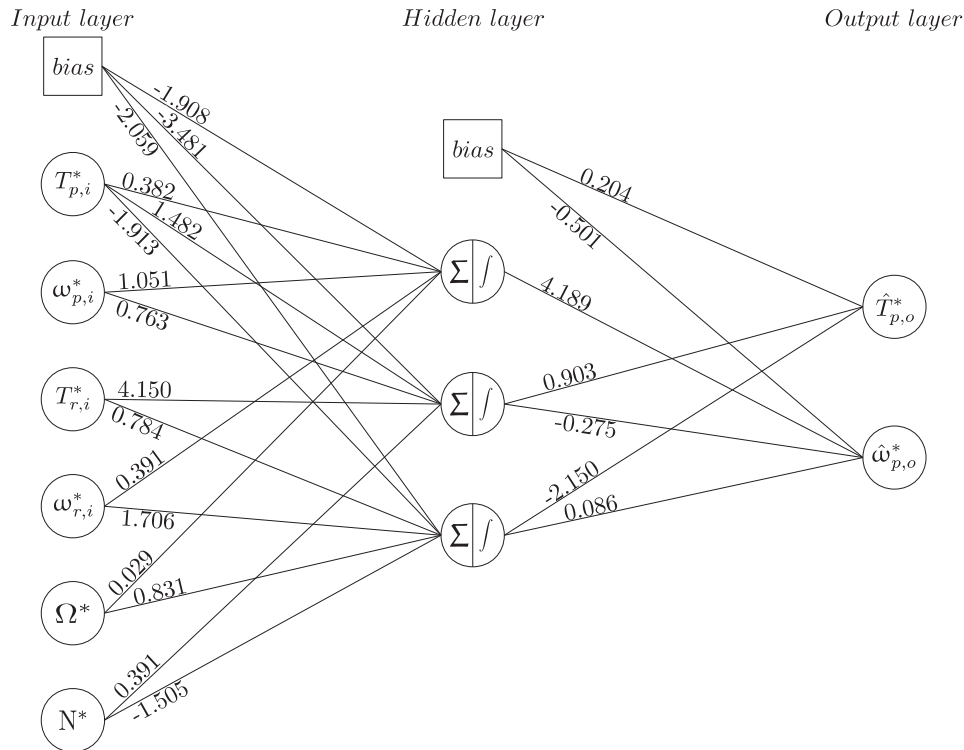 Input layer
Hidden layer
Output layer
bias
-1.908
-3.481
-2.059
bias
T*p,i
0.382
1.482
-1.913
0.204
-0.501
ω*p,i
1.051
0.763
Σ ∫
4.189
T̂*p,o
T*r,i
4.150
0.784
Σ ∫
0.903
-0.275
ω̂*p,o
ω*r,i
0.391
1.706
Σ ∫
-2.150
0.086
Ω*
0.029
0.831
N*
0.391
-1.505